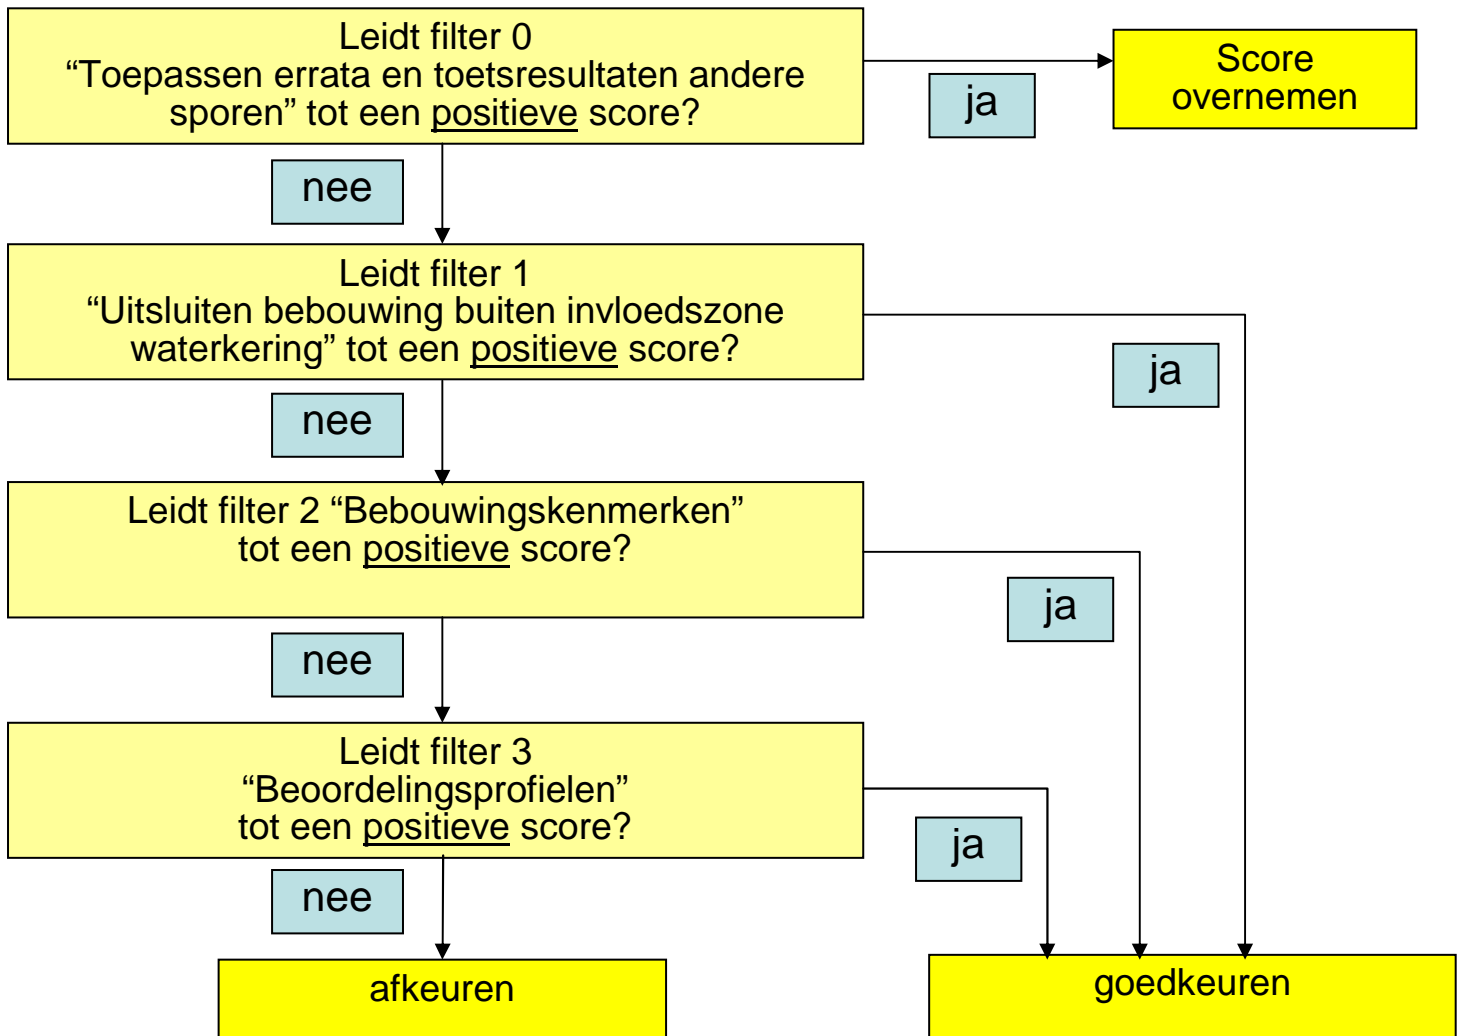 Leidt filter 0
“Toepassen errata en toetsresultaten andere
sporen” tot een positieve score?
Score
overnemen
ja
nee
Leidt filter 1
“Uitsluiten bebouwing buiten invloedszone
waterkering” tot een positieve score?
ja
nee
Leidt filter 2 “Bebouwingskenmerken”
tot een positieve score?
ja
nee
Leidt filter 3
“Beoordelingsprofielen”
tot een positieve score?
ja
nee
afkeuren
goedkeuren